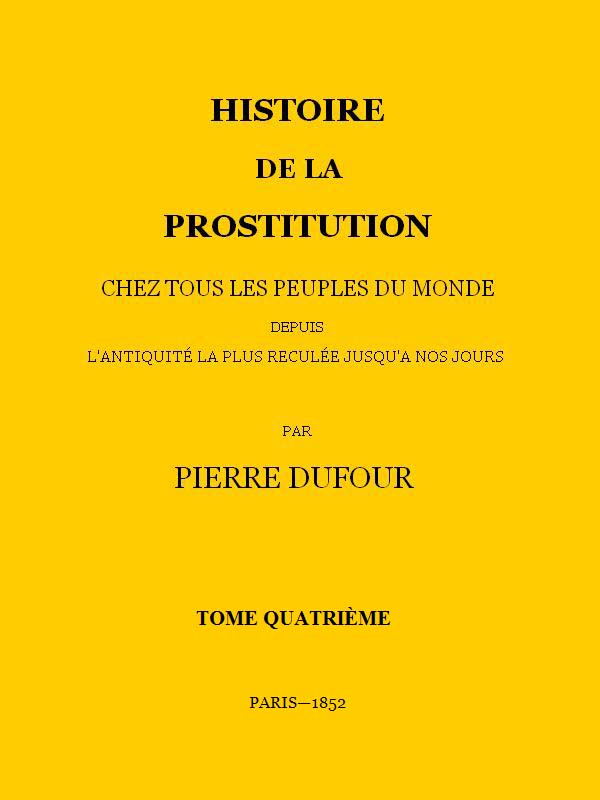 HISTOIRE
DE LA
PROSTITUTION
CHEZ TOUS LES PEUPLES DU MONDE
DEPUIS
L'ANTIQUITÉ LA PLUS RECULÉE JUSQU'A NOS JOURS
PAR
PIERRE DUFOUR
TOME QUATRIÈME
PARIS—1852